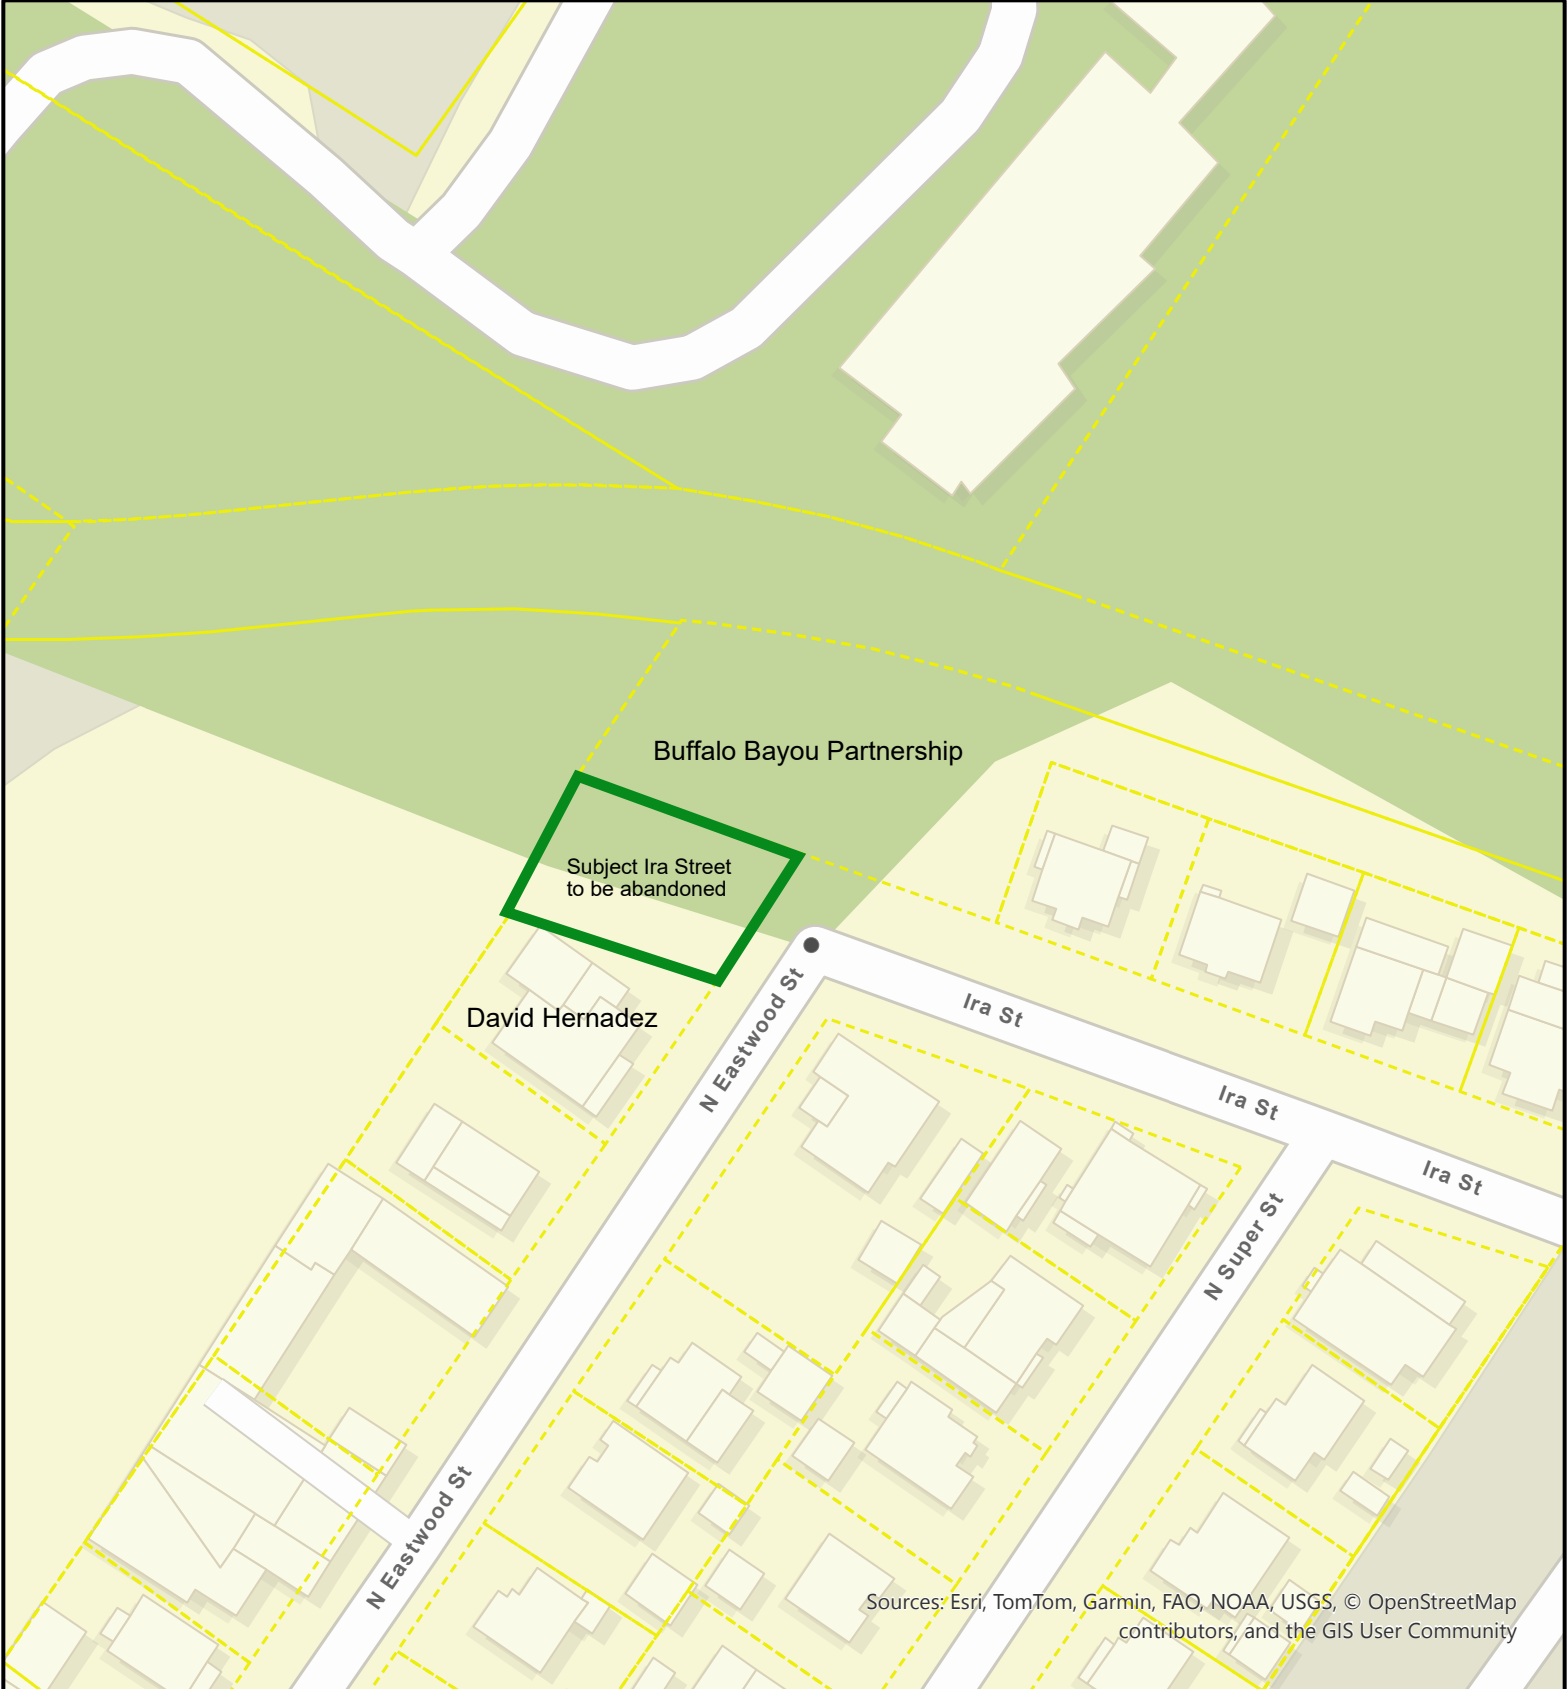 Buffalo Bayou Partnership
Subject Ira Street
to be abandoned
David Hernadez
N Eastwood St
Ira St
Ira St
Ira St
N Super St
N Eastwood St
Sources: Esri, TomTom, Garmin, FAO, NOAA, USGS, © OpenStreetMap
contributors, and the GIS User Community